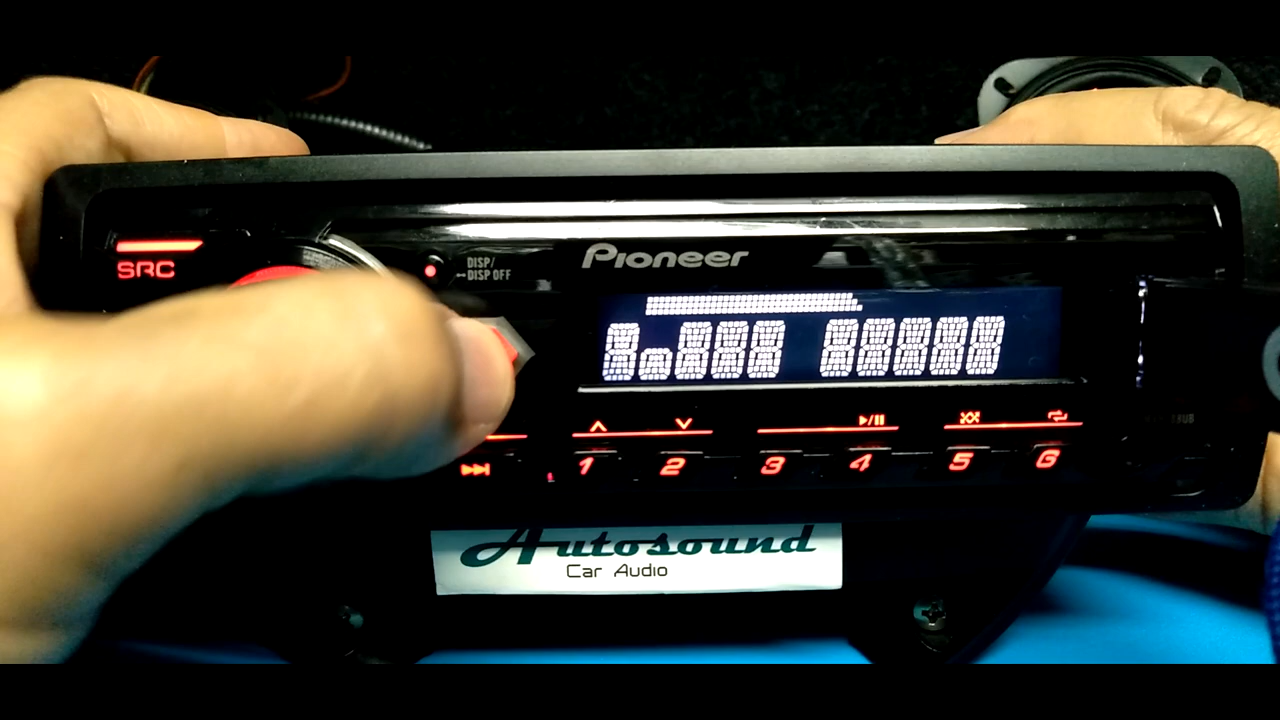 SRC
DISP/
DISP OFF
Pioneer
1 2 3 4 5 6
Autosound
Car Audio